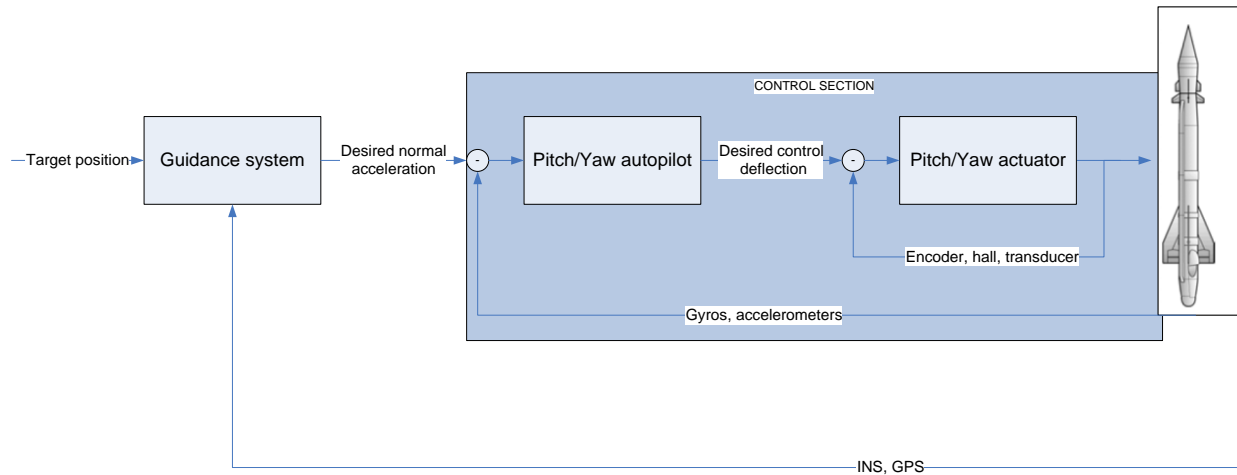 CONTROL SECTION
Target position
Guidance system
Desired normal
acceleration
-
Pitch/Yaw autopilot
Desired control
deflection
-
Pitch/Yaw actuator
Encoder, hall, transducer
Gyros, accelerometers
INS, GPS